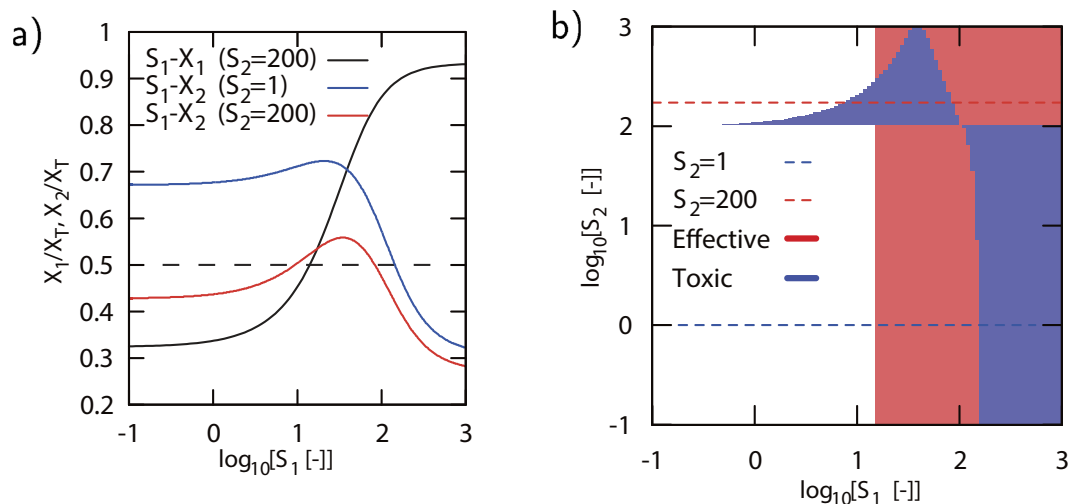 a)
1
0.9
0.8
0.7
0.6
0.5
0.4
0.3
0.2
X1/XT, X2/XT
S1-X1 (S2=200)
S1-X2 (S2=1)
S1-X2 (S2=200)
-1 0 1 2 3
log10[S1 [-]]
b)
3
2
1
0
-1
log10[S2 [-]]
S2=1
S2=200
Effective
Toxic
-1 0 1 2 3
log10[S1 [-]]